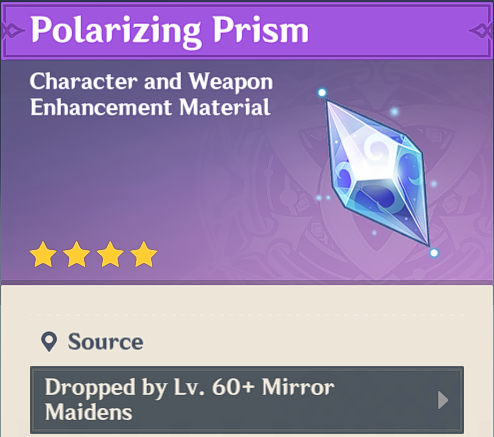 Polarizing Prism
Character and Weapon
Enhancement Material
Source
Dropped by Lv. 60+ Mirror
Maidens